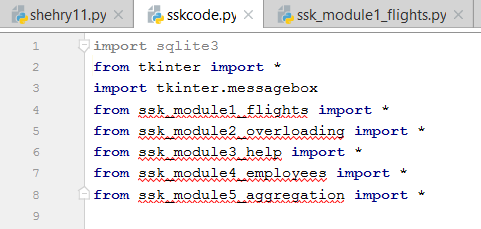 shehry11.py sskcode.py ssk_module1_flights.py
1 import sqlite3
2 from tkinter import *
3 import tkinter.messagebox
4 from ssk_module1_flights import *
5 from ssk_module2_overloading import *
6 from ssk_module3_help import *
7 from ssk_module4_employees import *
8 from ssk_module5_aggregation import *
9